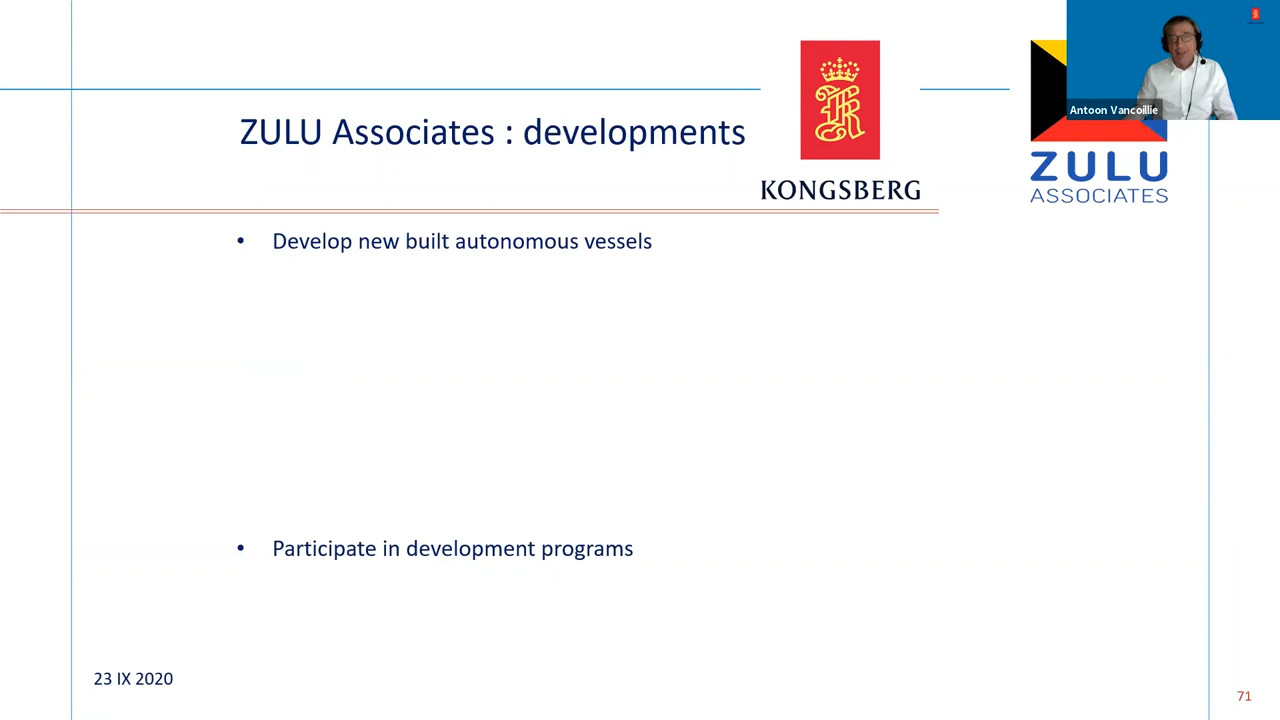 Antoon Vancoillie
ZULU Associates : developments
KONGSBERG
ZULU
ASSOCIATES
• Develop new built autonomous vessels
• Participate in development programs
23 IX 2020
71